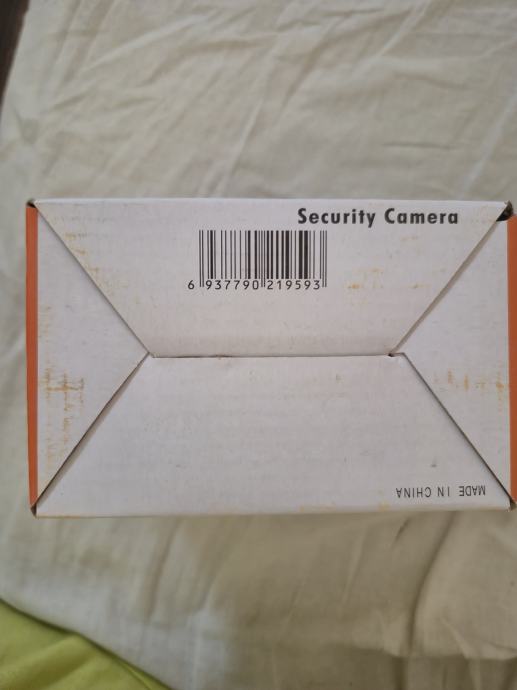 Security Camera
6 937790 219593
MADE IN CHINA